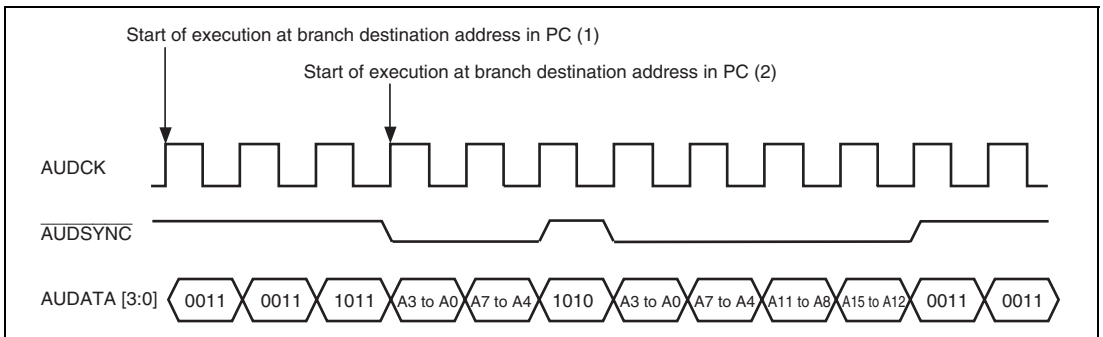 Start of execution at branch destination address in PC (1)
Start of execution at branch destination address in PC (2)
AUDCK
AUDSYNC
AUDATA [3:0] 0011 0011 1011 A3 to A0 A7 to A4 1010 A3 to A0 A7 to A4 A11 to A8 A15 to A12 0011 0011